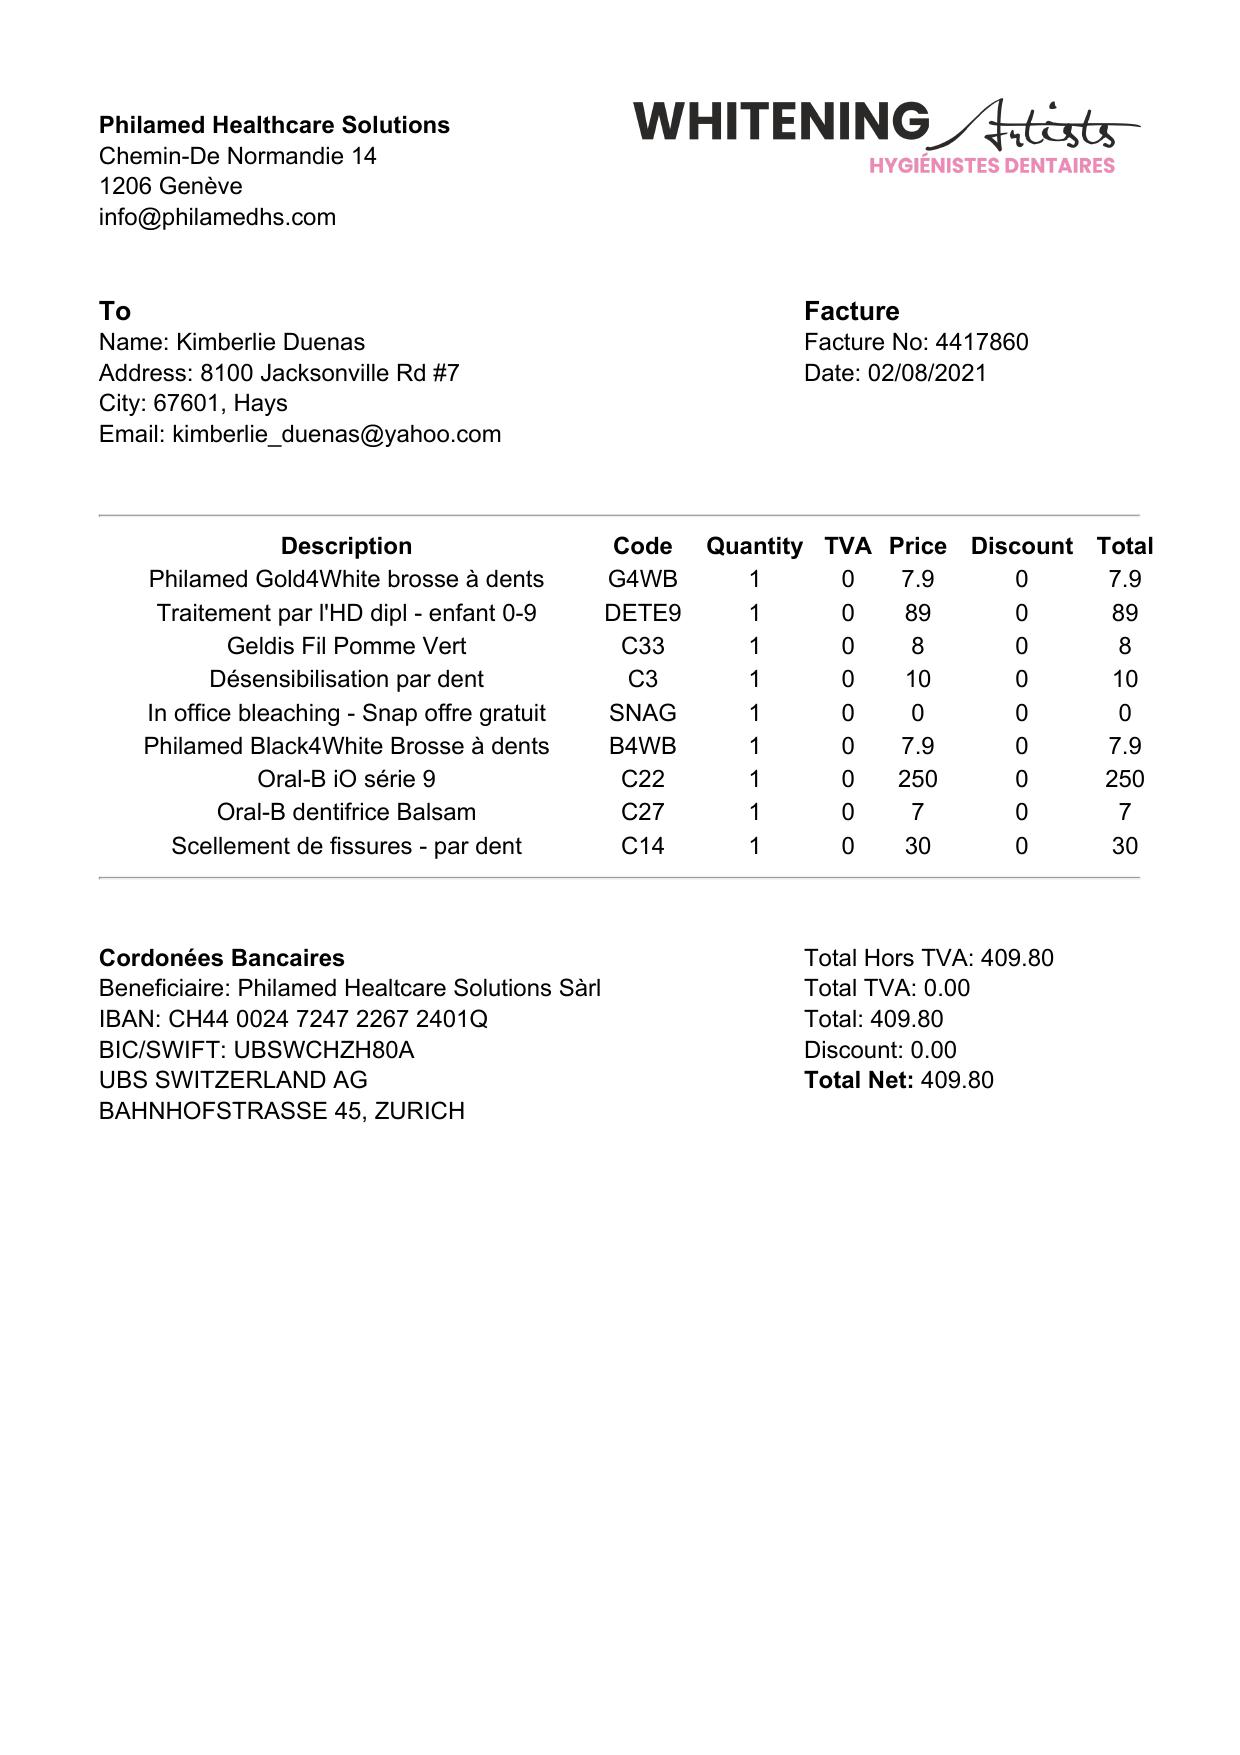 Philamed Healthcare Solutions
Chemin-De Normandie 14
1206 Genève
info@philamedhs.com
WHITENING Artists
HYGIÉNISTES DENTAIRES
To
Name: Kimberlie Duenas
Address: 8100 Jacksonville Rd #7
City: 67601, Hays
Email: kimberlie_duenas@yahoo.com
Facture
Facture No: 4417860
Date: 02/08/2021
Description Code Quantity TVA Price Discount Total
Philamed Gold4White brosse à dents G4WB 1 0 7.9 0 7.9
Traitement par l'HD dipl - enfant 0-9 DETE9 1 0 89 0 89
Geldis Fil Pomme Vert C33 1 0 8 0 8
Désensibilisation par dent C3 1 0 10 0 10
In office bleaching - Snap offre gratuit SNAG 1 0 0 0 0
Philamed Black4White Brosse à dents B4WB 1 0 7.9 0 7.9
Oral-B iO série 9 C22 1 0 250 0 250
Oral-B dentifrice Balsam C27 1 0 7 0 7
Scellement de fissures - par dent C14 1 0 30 0 30
Cordonées Bancaires
Beneficiaire: Philamed Healtcare Solutions Sàrl
IBAN: CH44 0024 7247 2267 2401Q
BIC/SWIFT: UBSWCHZH80A
UBS SWITZERLAND AG
BAHNHOFSTRASSE 45, ZURICH
Total Hors TVA: 409.80
Total TVA: 0.00
Total: 409.80
Discount: 0.00
Total Net: 409.80